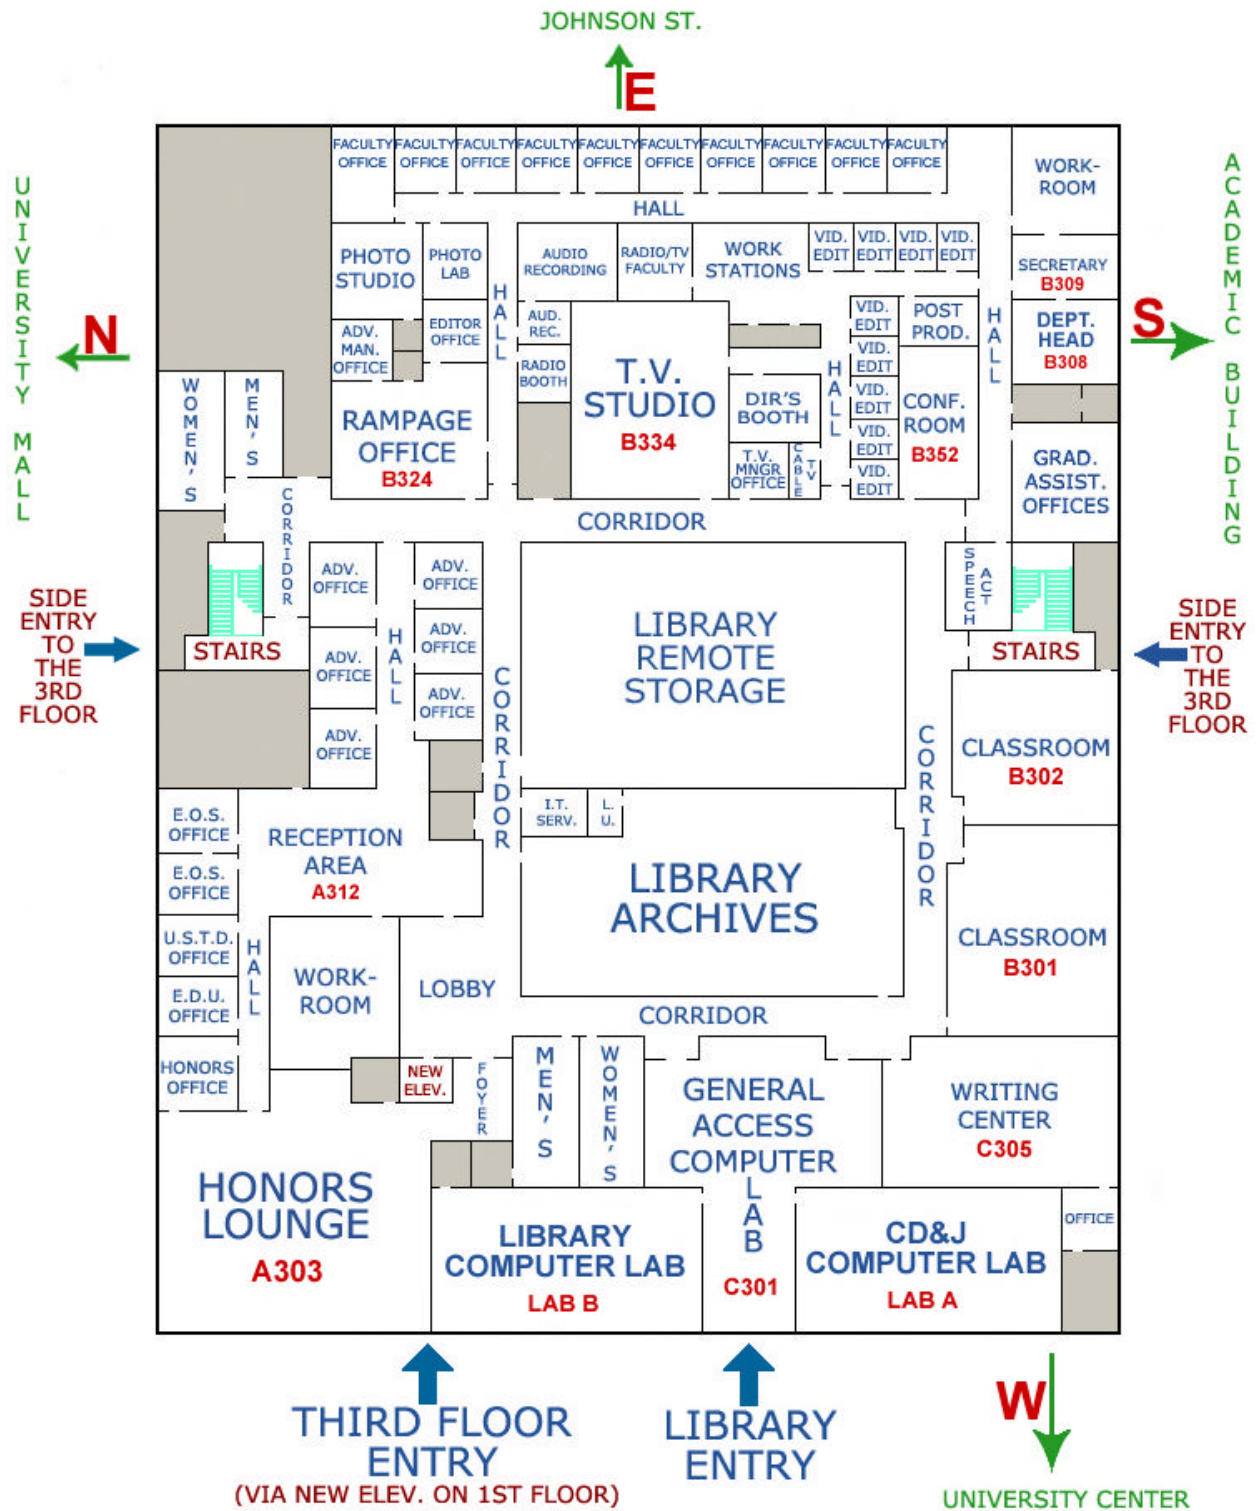 JOHNSON ST.
E
FACULTY OFFICE
FACULTY OFFICE
FACULTY OFFICE
FACULTY OFFICE
FACULTY OFFICE
FACULTY OFFICE
FACULTY OFFICE
FACULTY OFFICE
FACULTY OFFICE
FACULTY OFFICE
WORK-
ROOM
HALL
UNIVERSITY MALL
ACADEMIC BUILDING
N
S
PHOTO
STUDIO
PHOTO
LAB
HALL
AUDIO
RECORDING
RADIO/TV
FACULTY
WORK
STATIONS
VID.
EDIT
VID.
EDIT
VID.
EDIT
VID.
EDIT
SECRETARY
B309
ADV.
MAN.
OFFICE
EDITOR
OFFICE
AUD.
REC.
RADIO
BOOTH
T.V.
STUDIO
B334
DIR'S
BOOTH
T.V.
MNGR
OFFICE
CABLE
TV
HALL
VID.
EDIT
VID.
EDIT
VID.
EDIT
VID.
EDIT
VID.
EDIT
POST
PROD.
CONF.
ROOM
B352
HALL
DEPT.
HEAD
B308
WOMEN'S
MEN'S
RAMPAGE
OFFICE
B324
GRAD.
ASSIST.
OFFICES
CORRIDOR
CORRIDOR
SIDE
ENTRY
TO
THE
3RD
FLOOR
STAIRS
ADV.
OFFICE
ADV.
OFFICE
ADV.
OFFICE
HALL
ADV.
OFFICE
ADV.
OFFICE
ADV.
OFFICE
CORRIDOR
LIBRARY
REMOTE
STORAGE
SPEECH
ACT
STAIRS
SIDE
ENTRY
TO
THE
3RD
FLOOR
CORRIDOR
CLASSROOM
B302
E.O.S.
OFFICE
E.O.S.
OFFICE
RECEPTION
AREA
A312
I.T.
SERV.
L.
U.
LIBRARY
ARCHIVES
CLASSROOM
B301
U.S.T.D.
OFFICE
E.D.U.
OFFICE
HALL
WORK-
ROOM
LOBBY
CORRIDOR
HONORS
OFFICE
NEW
ELEV.
FOYER
MEN'S
WOMEN'S
GENERAL
ACCESS
COMPUTER
LAB
C301
WRITING
CENTER
C305
HONORS
LOUNGE
A303
LIBRARY
COMPUTER LAB
LAB B
CD&J
COMPUTER LAB
LAB A
OFFICE
THIRD FLOOR
ENTRY
(VIA NEW ELEV. ON 1ST FLOOR)
LIBRARY
ENTRY
W
UNIVERSITY CENTER